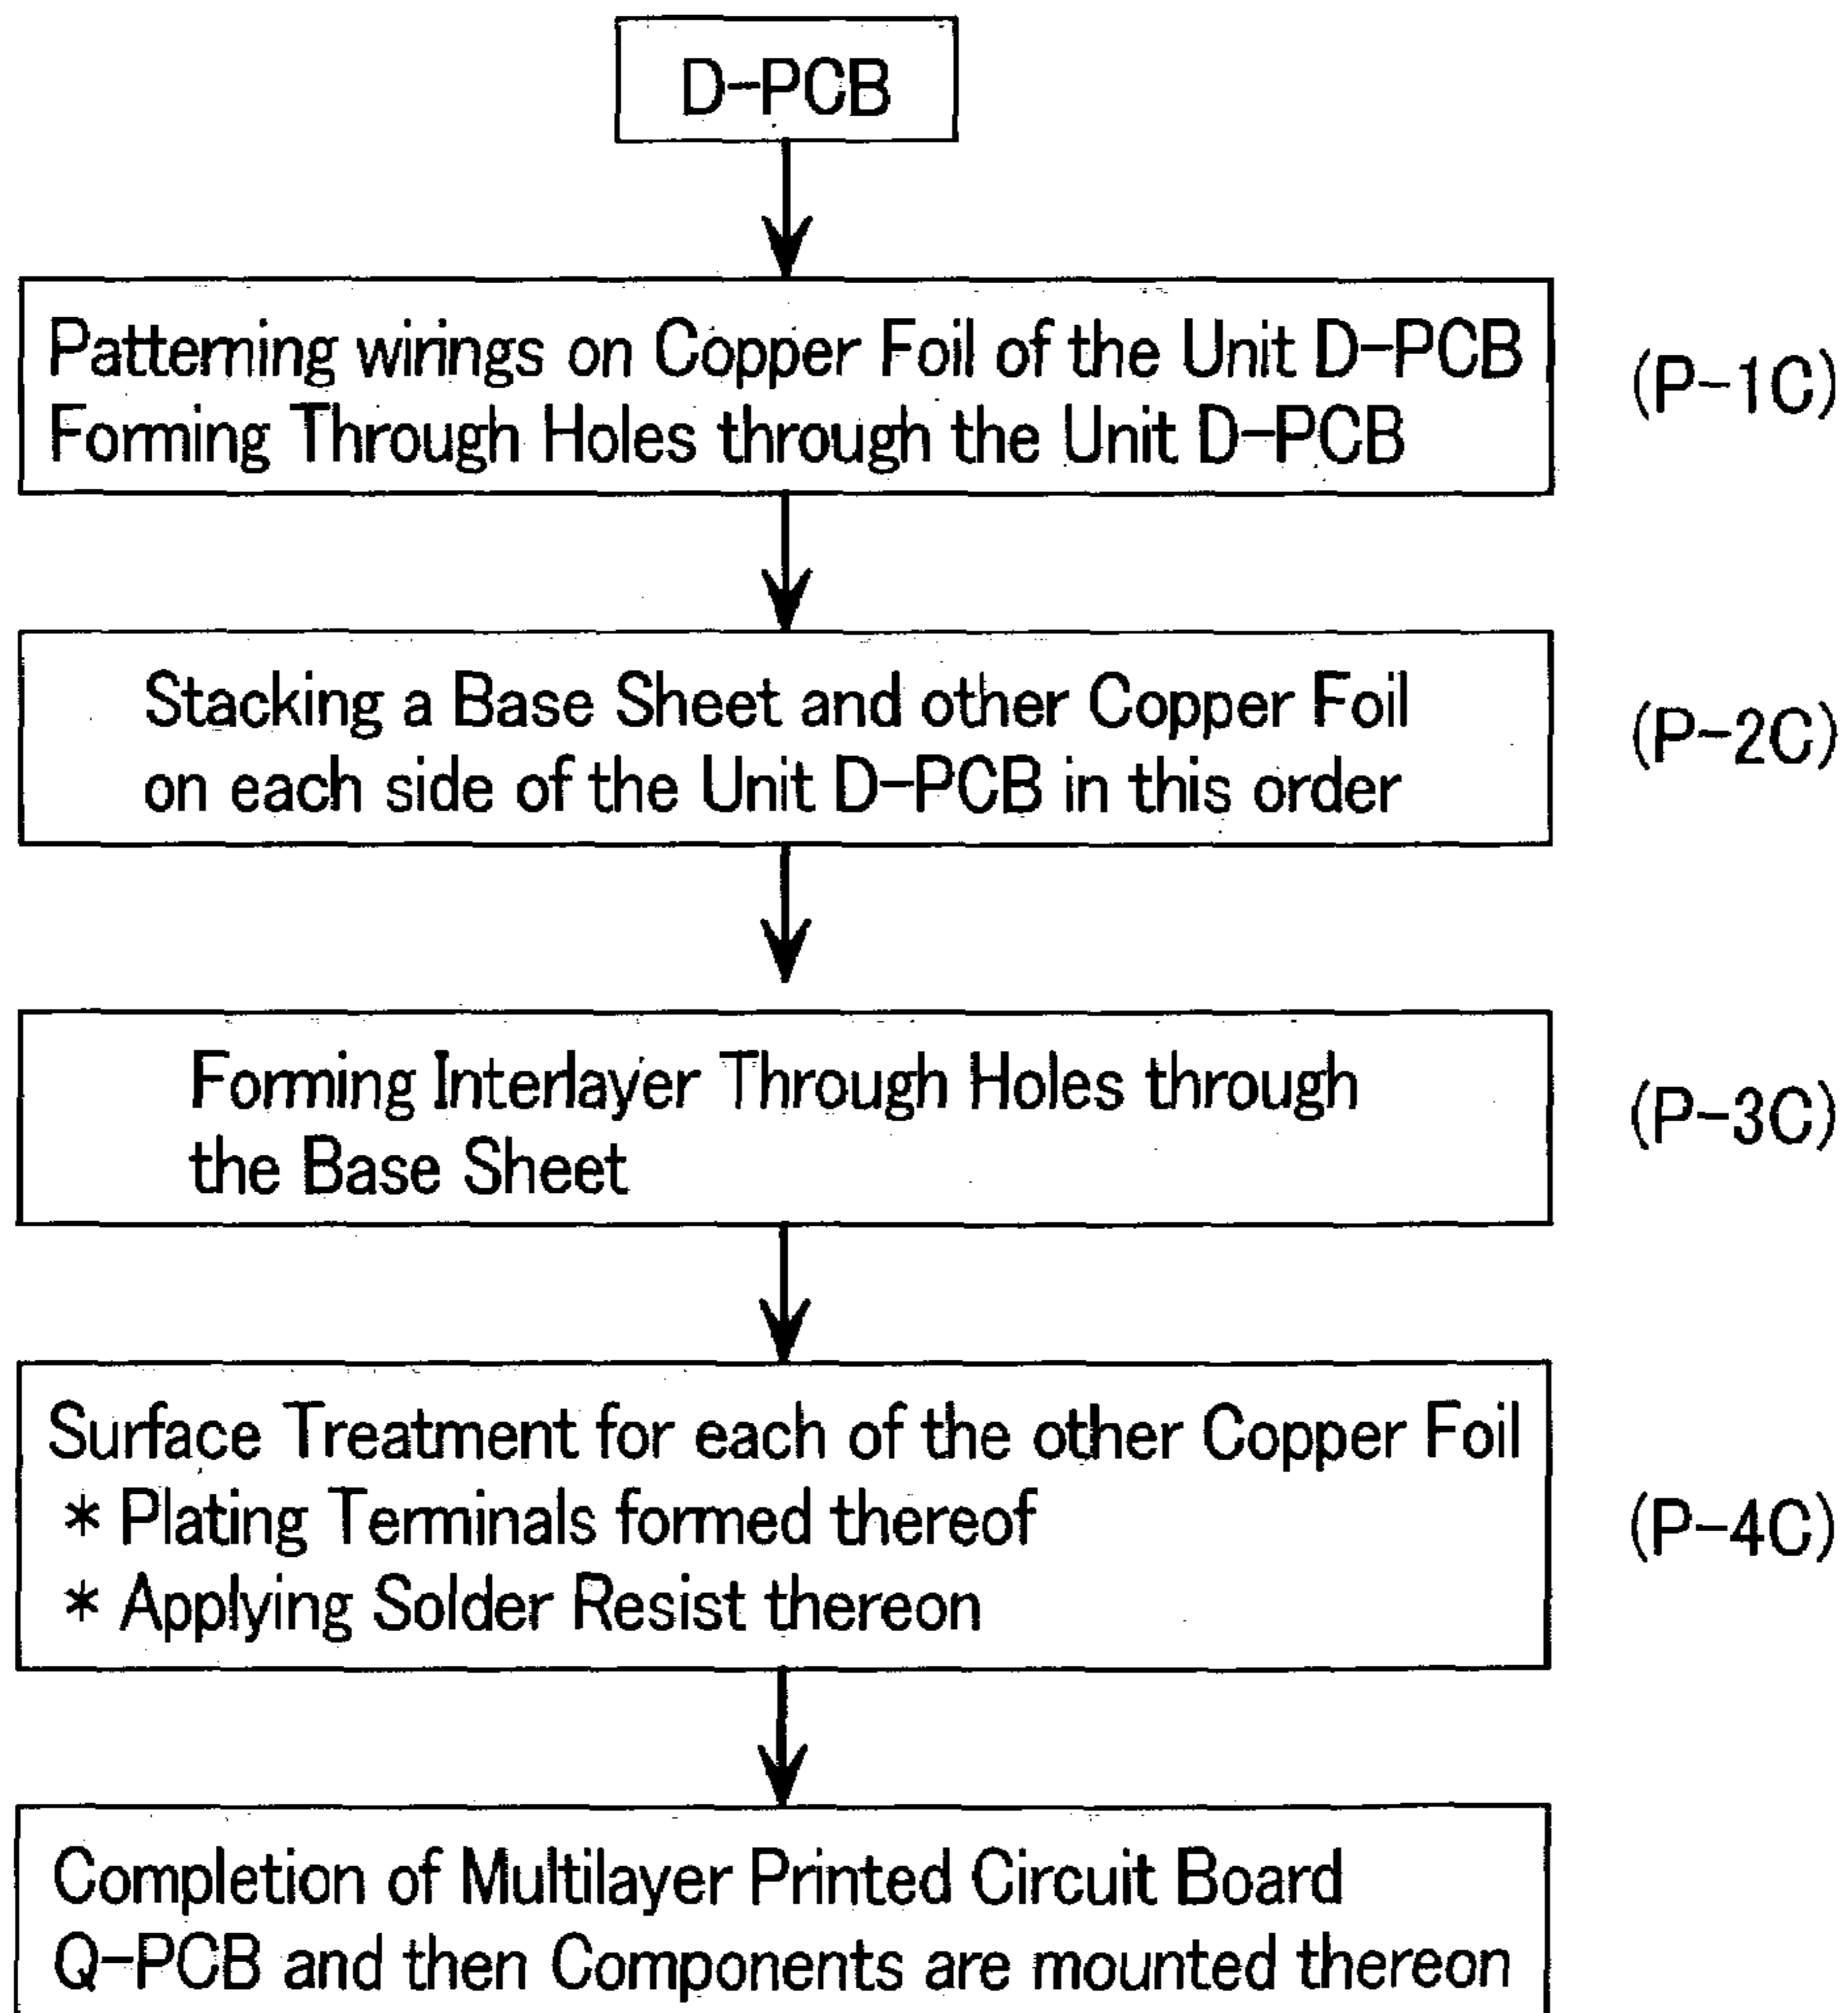 D-PCB
Patterning wirings on Copper Foil of the Unit D-PCB
Forming Through Holes through the Unit D-PCB
(P-1C)
Stacking a Base Sheet and other Copper Foil
on each side of the Unit D-PCB in this order
(P-2C)
Forming Interlayer Through Holes through
the Base Sheet
(P-3C)
Surface Treatment for each of the other Copper Foil
* Plating Terminals formed thereof
* Applying Solder Resist thereon
(P-4C)
Completion of Multilayer Printed Circuit Board
Q-PCB and then Components are mounted thereon